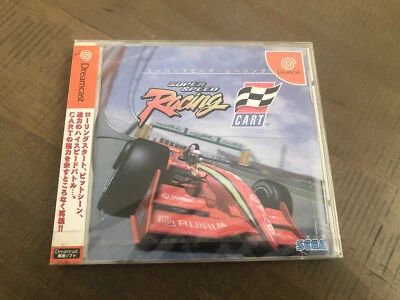 Dreamcast
ローリングスタート、ピットシーン、
迫力のハイスピードバトル…。
CARTの魅力を余すところなく再現!!
Dreamcast
専用ソフト
Dreamcast
スーパースピード レーシング
SUPER
SPEED
Racing
CART
FUJIFILM
SEGA